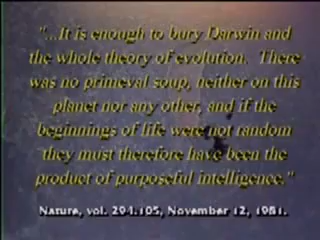 "...It is enough to bury Darwin and
the whole theory of evolution. There
was no primeval soup, neither on this
planet nor any other, and if the
beginnings of life were not random
they must therefore have been the
product of purposeful intelligence."
Nature, vol. 294:105, November 12, 1981.